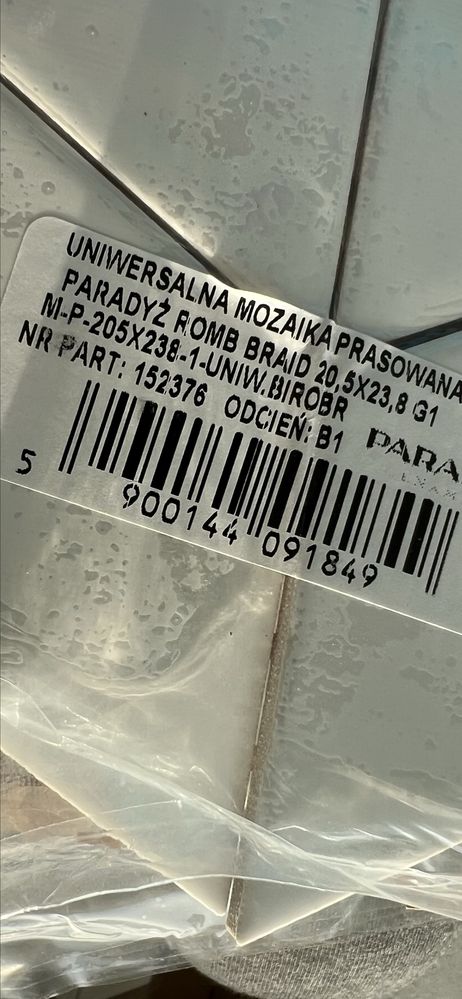 UNIWERSALNA MOZAIKA PRASOWANA
PARADYŻ ROMB BRAID 20,5X23,8 G1
M-P-205X238-1-UNIW.BIROBR
NR PART: 152376 ODCIEŃ: B1
PARA
5 900144 091849